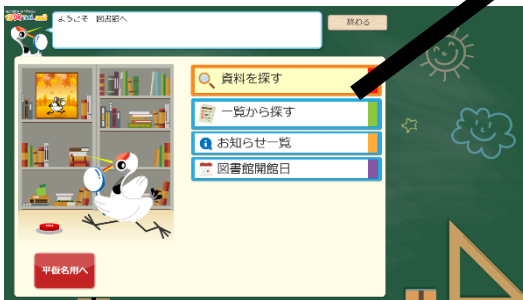 ようこそ 図書館へ
終わる
資料を探す
一覧から探す
お知らせ一覧
図書館開館日
平仮名用へ